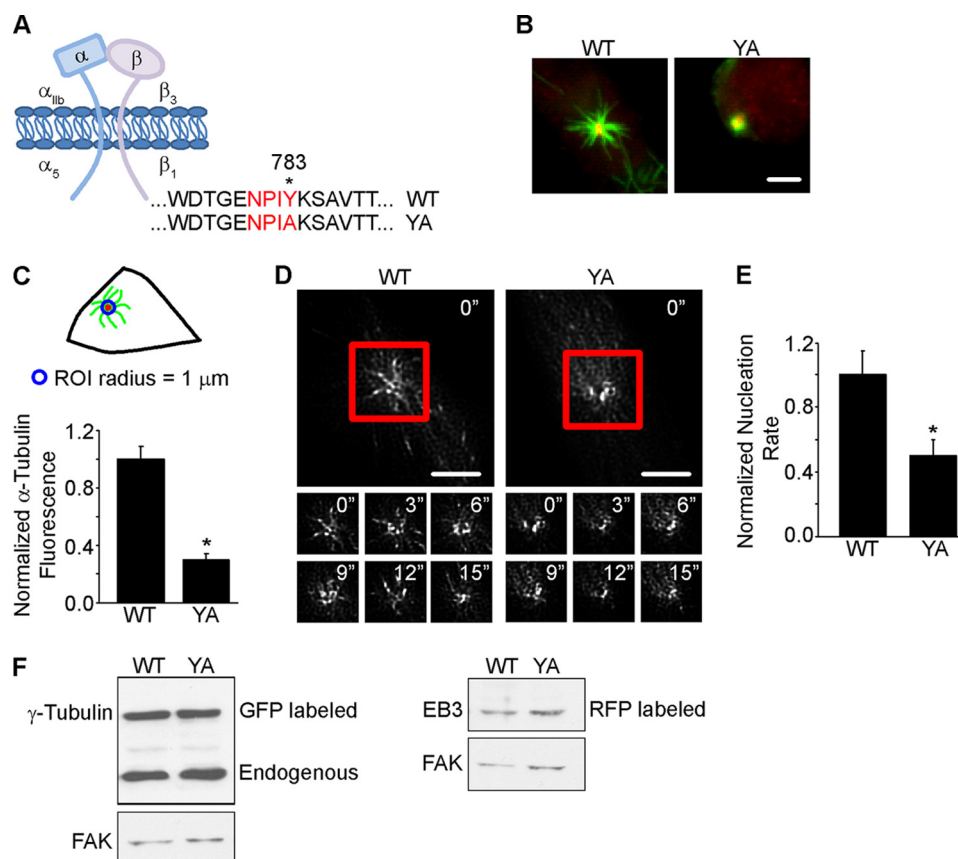 A
α
β
αIIb
β3
α5
β1
783
*
...WDTGENPIYKSAVTT... WT
...WDTGENPIAKSAVTT... YA
B
WT
YA
C
ROI radius = 1 μm
Normalized α-Tubulin
Fluorescence
1.2
0.8
0.4
0.0
*
WT
YA
D
WT
YA
0”
0”
0”
3”
6”
0”
3”
6”
9”
12”
15”
9”
12”
15”
E
Normalized Nucleation
Rate
1.2
0.8
0.4
0.0
*
WT
YA
F
WT
YA
γ-Tubulin
GFP labeled
Endogenous
FAK
WT
YA
EB3
RFP labeled
FAK